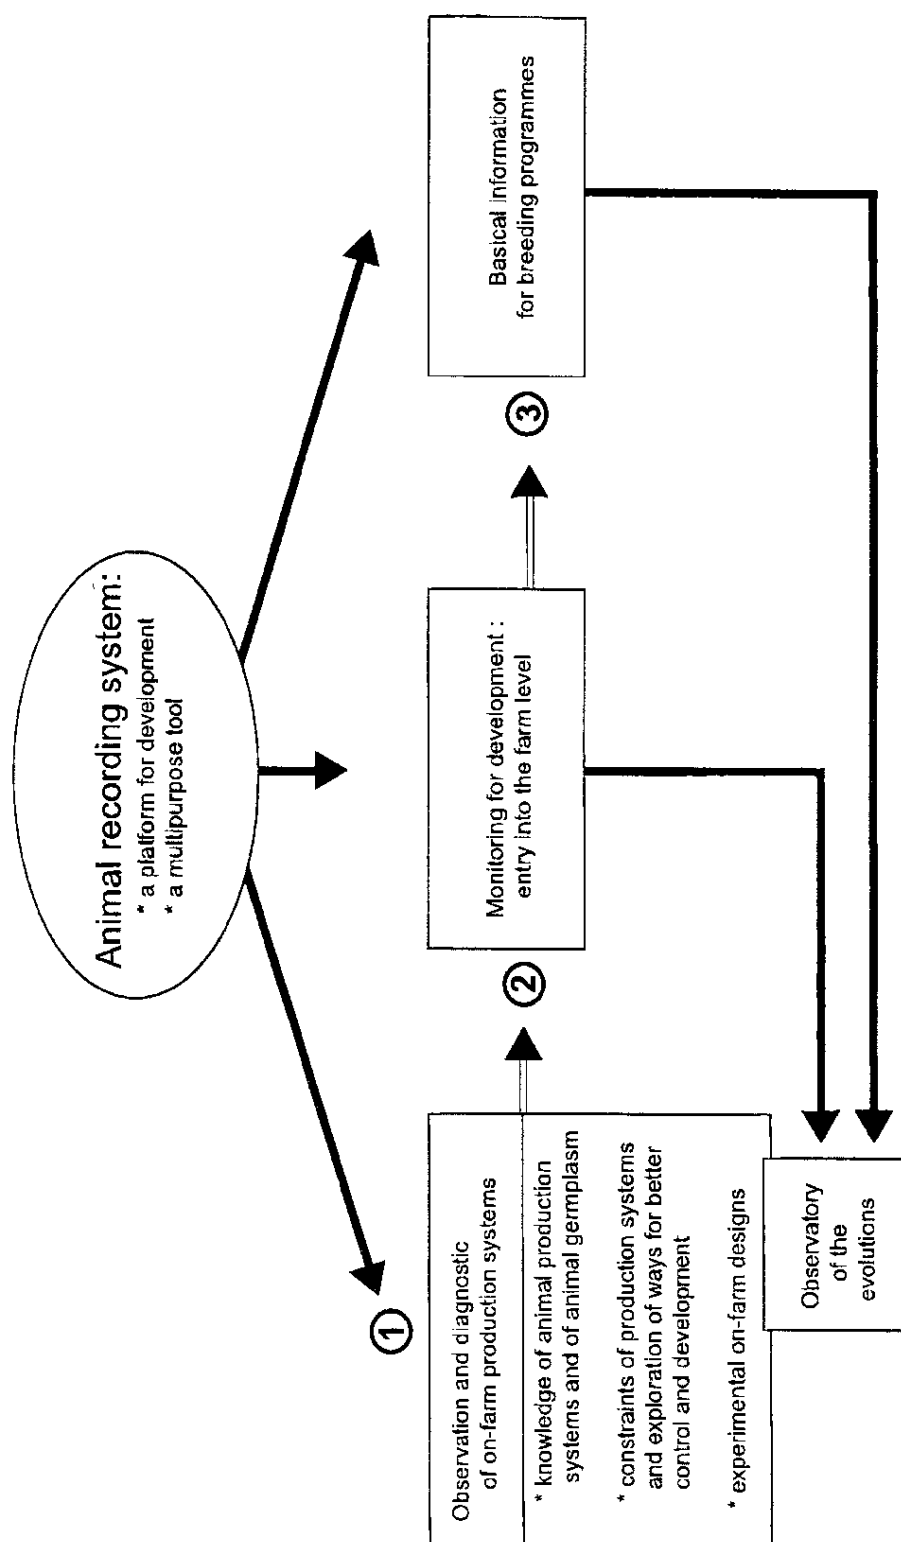 Animal recording system:
* a platform for development
* a multipurpose tool
1
Observation and diagnostic
of on-farm production systems
* knowledge of animal production
systems and of animal germplasm
* constraints of production systems
and exploration of ways for better
control and development
* experimental on-farm designs
Observatory
of the
evolutions
2
Monitoring for development :
entry into the farm level
3
Basical information
for breeding programmes